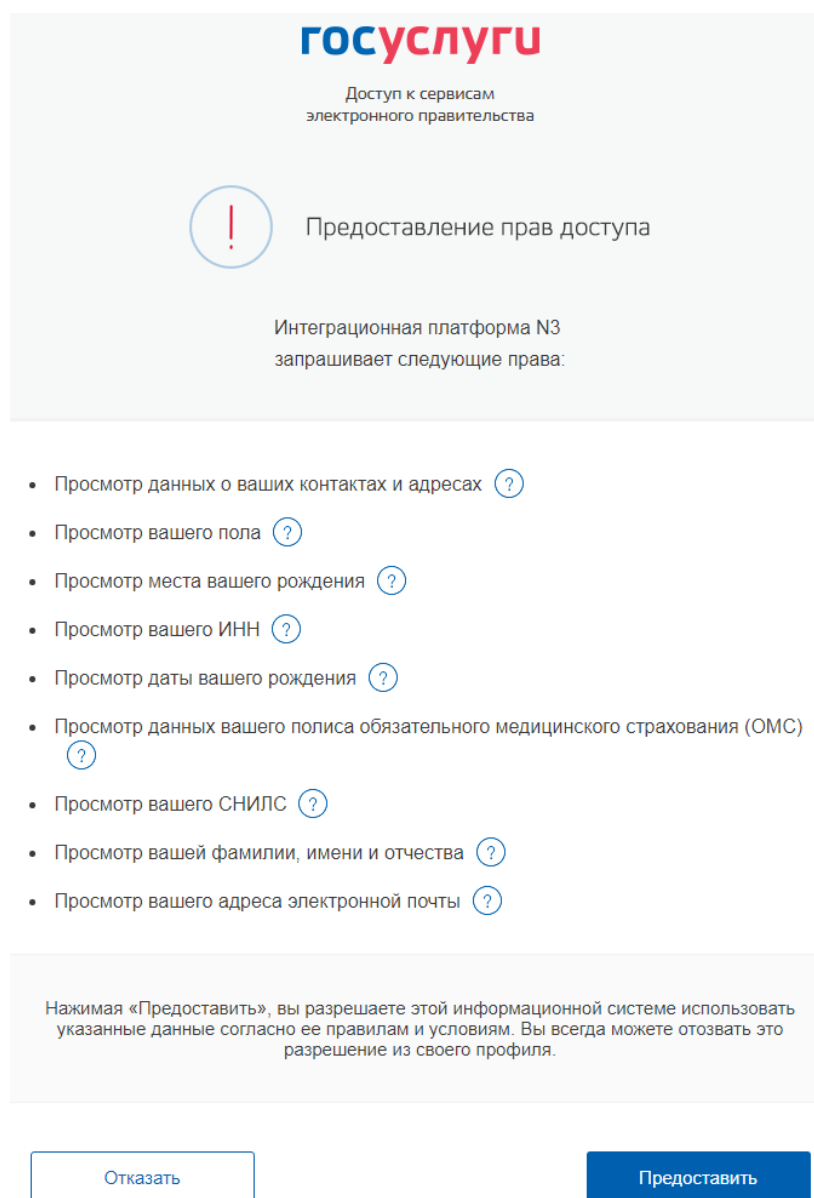 госуслуги
Доступ к сервисам
электронного правительства
!
Предоставление прав доступа
Интеграционная платформа N3
запрашивает следующие права:
• Просмотр данных о ваших контактах и адресах ?
• Просмотр вашего пола ?
• Просмотр места вашего рождения ?
• Просмотр вашего ИНН ?
• Просмотр даты вашего рождения ?
• Просмотр данных вашего полиса обязательного медицинского страхования (ОМС)
?
• Просмотр вашего СНИЛС ?
• Просмотр вашей фамилии, имени и отчества ?
• Просмотр вашего адреса электронной почты ?
Нажимая «Предоставить», вы разрешаете этой информационной системе использовать
указанные данные согласно ее правилам и условиям. Вы всегда можете отозвать это
разрешение из своего профиля.
Отказать
Предоставить